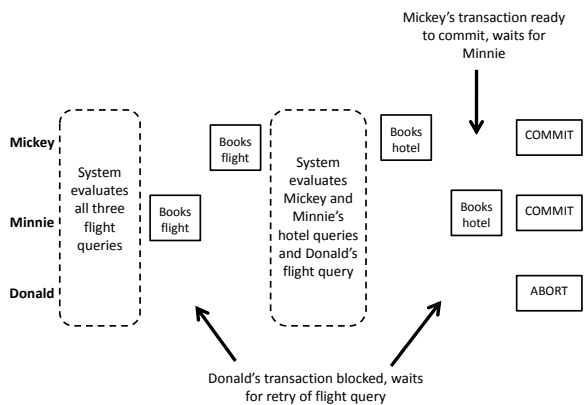 Mickey’s transaction ready
to commit, waits for
Minnie
Mickey
Minnie
Donald
System
evaluates
all three
flight
queries
Books
flight
Books
flight
System
evaluates
Mickey and
Minnie’s
hotel queries
and Donald’s
flight query
Books
hotel
Books
hotel
COMMIT
COMMIT
ABORT
Donald’s transaction blocked, waits
for retry of flight query